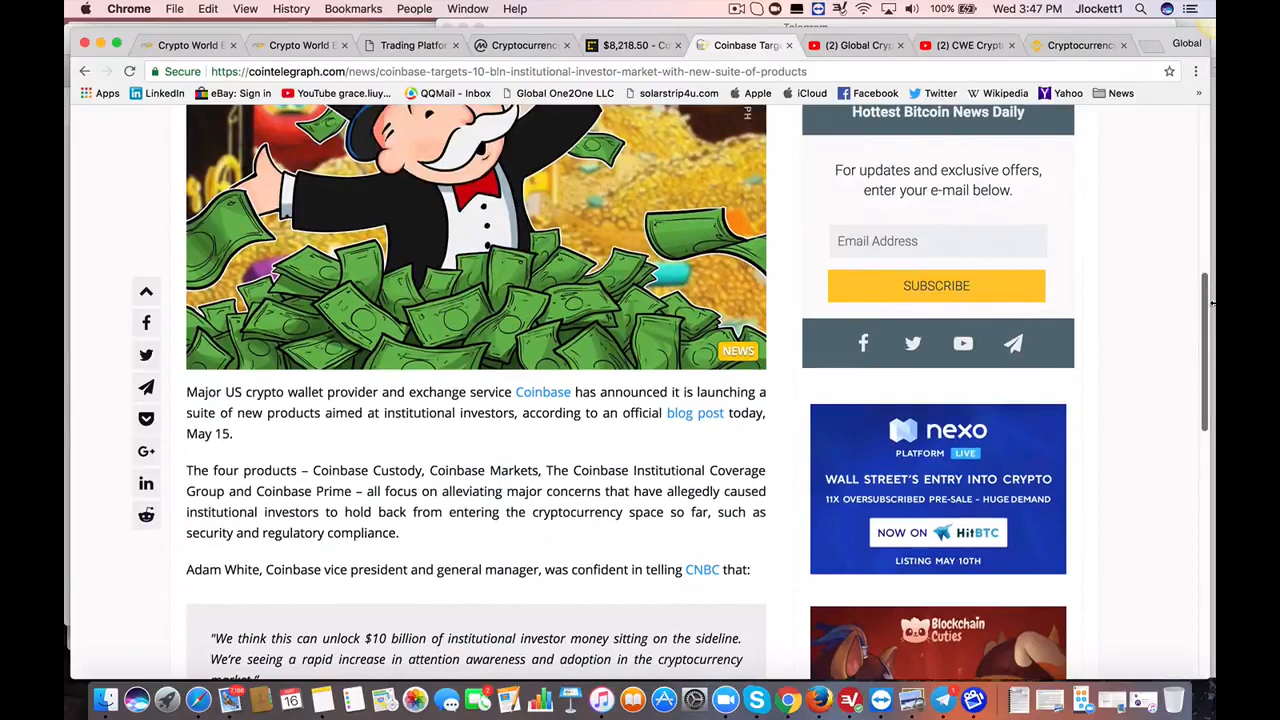 Chrome File Edit View History Bookmarks People Window Help 100% Wed 3:47 PM Jlockett1
Telegram
Crypto World E Crypto World Trading Platfo Cryptocurrenc $8,218.50 - Co Coinbase Targ (2) Global Cryp (2) CWE Crypto Cryptocurrency Global
Secure https://cointelegraph.com/news/coinbase-targets-10-bln-institutional-investor-market-with-new-suite-of-products
Apps LinkedIn eBay: Sign in YouTube grace.liuy... QQMail - Inbox Global One2One LLC solarstrip4u.com Apple iCloud Facebook Twitter Wikipedia Yahoo News »
PH
NEWS
Major US crypto wallet provider and exchange service Coinbase has announced it is launching a
suite of new products aimed at institutional investors, according to an official blog post today,
May 15.
The four products – Coinbase Custody, Coinbase Markets, The Coinbase Institutional Coverage
Group and Coinbase Prime – all focus on alleviating major concerns that have allegedly caused
institutional investors to hold back from entering the cryptocurrency space so far, such as
security and regulatory compliance.
Adam White, Coinbase vice president and general manager, was confident in telling CNBC that:
"We think this can unlock $10 billion of institutional investor money sitting on the sideline.
We're seeing a rapid increase in attention awareness and adoption in the cryptocurrency
market."
Hottest Bitcoin News Daily
For updates and exclusive offers,
enter your e-mail below.
Email Address
SUBSCRIBE
nexo
PLATFORM LIVE
WALL STREET'S ENTRY INTO CRYPTO
11X OVERSUBSCRIBED PRE-SALE - HUGE DEMAND
NOW ON HitBTC
LISTING MAY 10TH
Blockchain
Cuties
G+
in
MAY
16
2